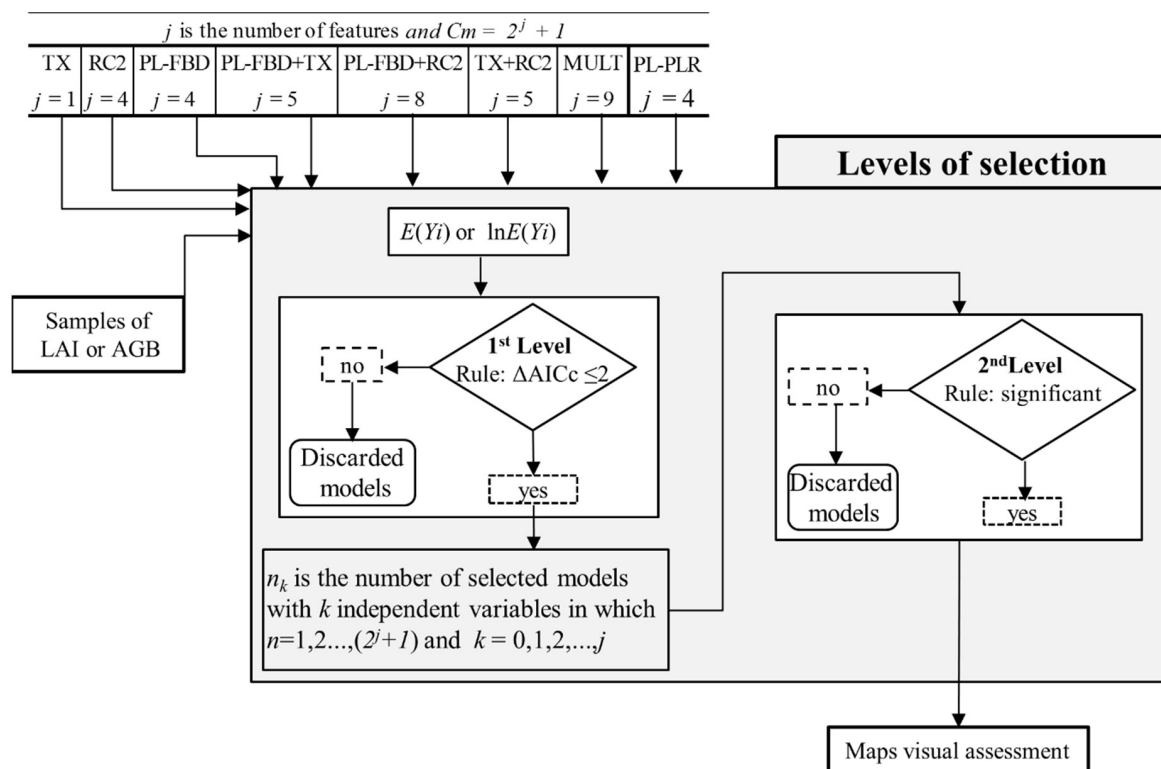 j is the number of features and Cm = 2^j + 1
TX RC2 PL-FBD PL-FBD+TX PL-FBD+RC2 TX+RC2 MULT PL-PLR
j = 1 j = 4 j = 4 j = 5 j = 8 j = 5 j = 9 j = 4
Levels of selection
E(Yi) or lnE(Yi)
Samples of
LAI or AGB
1st Level
Rule: ΔAICc ≤2
no
Discarded
models
yes
n_k is the number of selected models
with k independent variables in which
n=1,2...,(2^j+1) and k = 0,1,2,...,j
2ndLevel
Rule: significant
no
Discarded
models
yes
Maps visual assessment